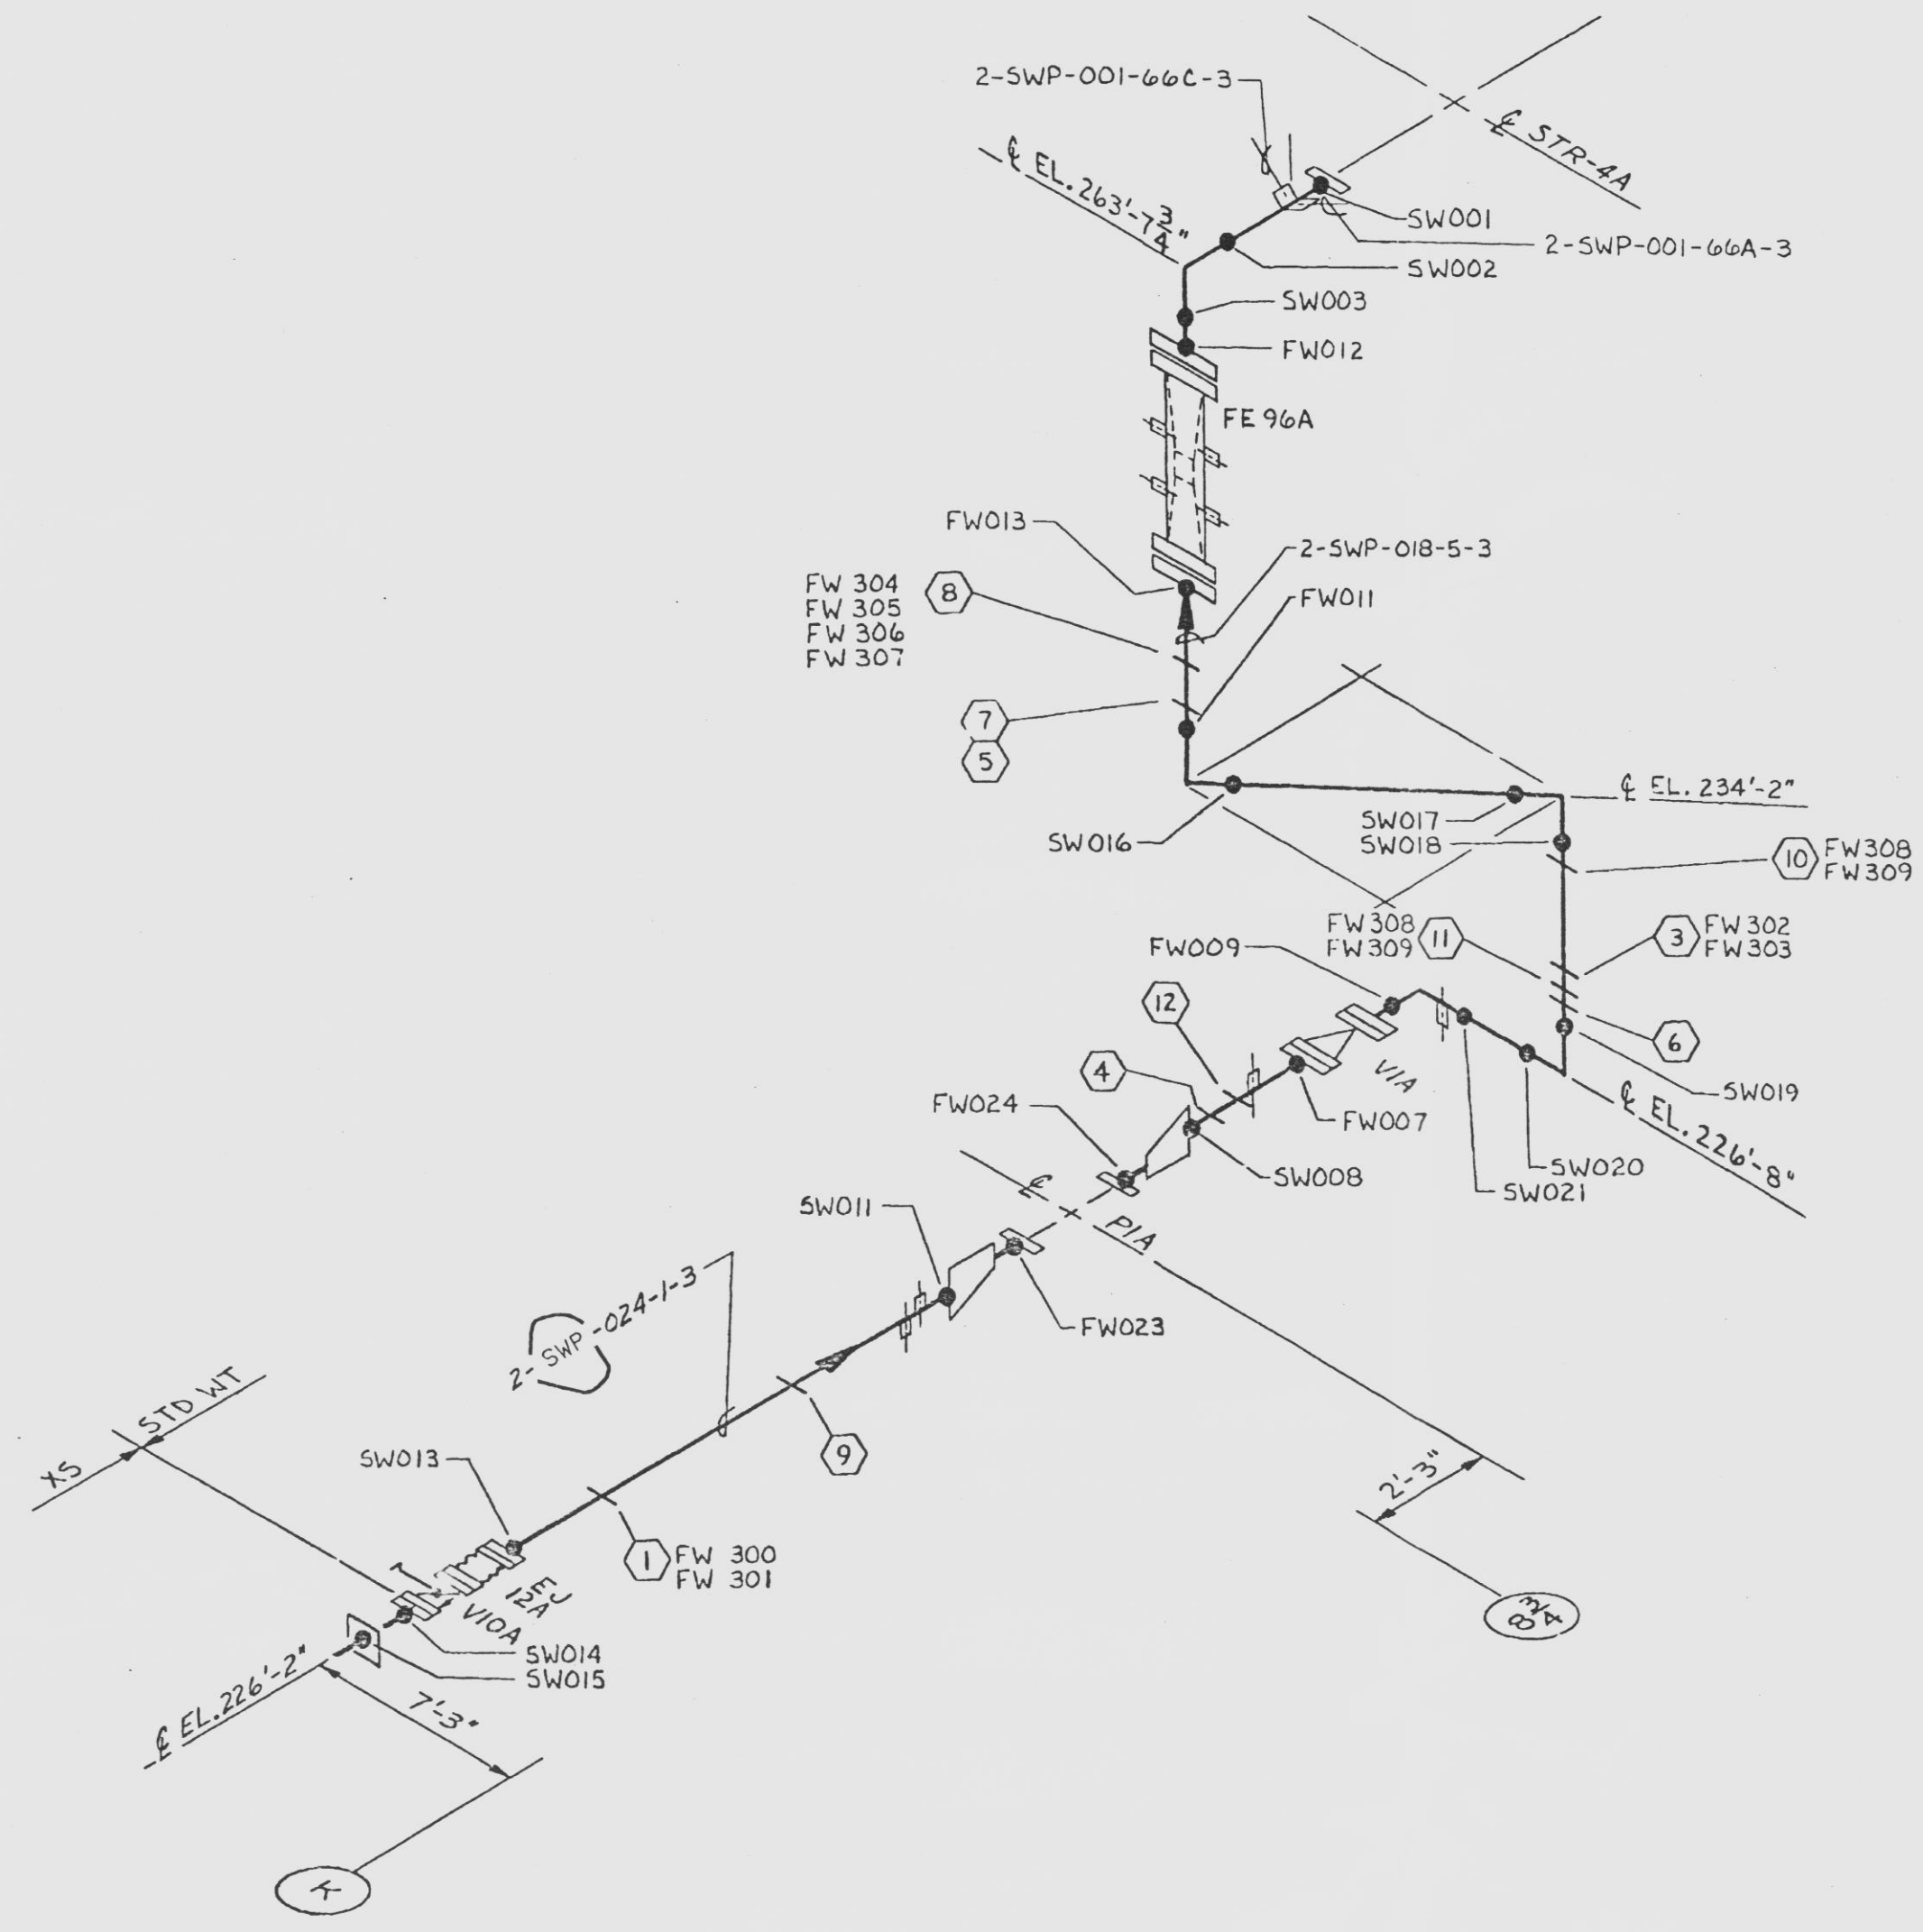 2-SWP-001-66C-3
℄ STR-4A
℄ EL. 263'-7 3/4"
SW001
2-SWP-001-66A-3
SW002
SW003
FW012
FE 96A
FW013
2-SWP-018-5-3
FW 304
FW 305
FW 306
FW 307
8
FW011
7
5
℄ EL. 234'-2"
SW017
SW018
SW016
10
FW308
FW309
FW308
FW309
11
3
FW 302
FW 303
FW009
12
6
4
V1A
SW019
FW024
FW007
℄ EL. 226'-8"
SW020
SW021
SW008
SW011
℄ P1A
FW023
2-SWP-024-1-3
STD WT
XS
SW013
9
2'-3"
1
FW 300
FW 301
EJ
12A
V10A
8 3/4
SW014
SW015
℄ EL. 226'-2"
7'-3"
K